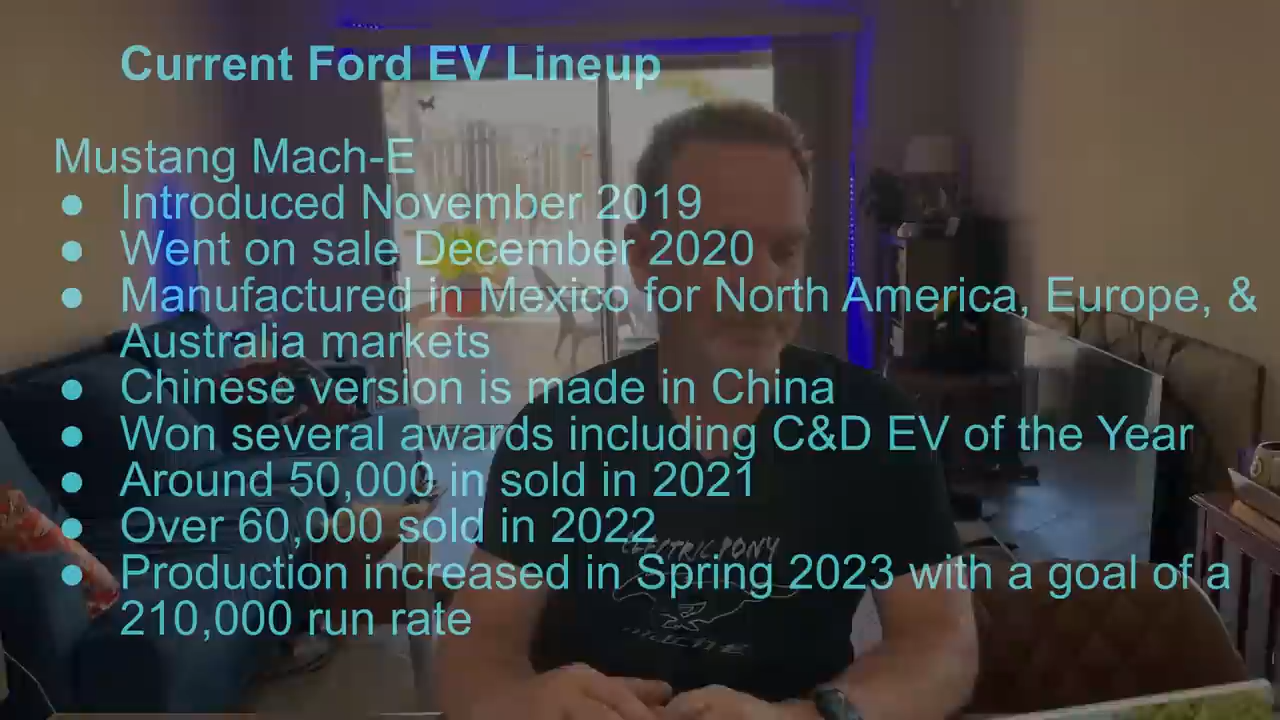 Current Ford EV Lineup
Mustang Mach-E
● Introduced November 2019
● Went on sale December 2020
● Manufactured in Mexico for North America, Europe, &
Australia markets
● Chinese version is made in China
● Won several awards including C&D EV of the Year
● Around 50,000 in sold in 2021
● Over 60,000 sold in 2022
● Production increased in Spring 2023 with a goal of a
210,000 run rate
ELECTRIC PONY